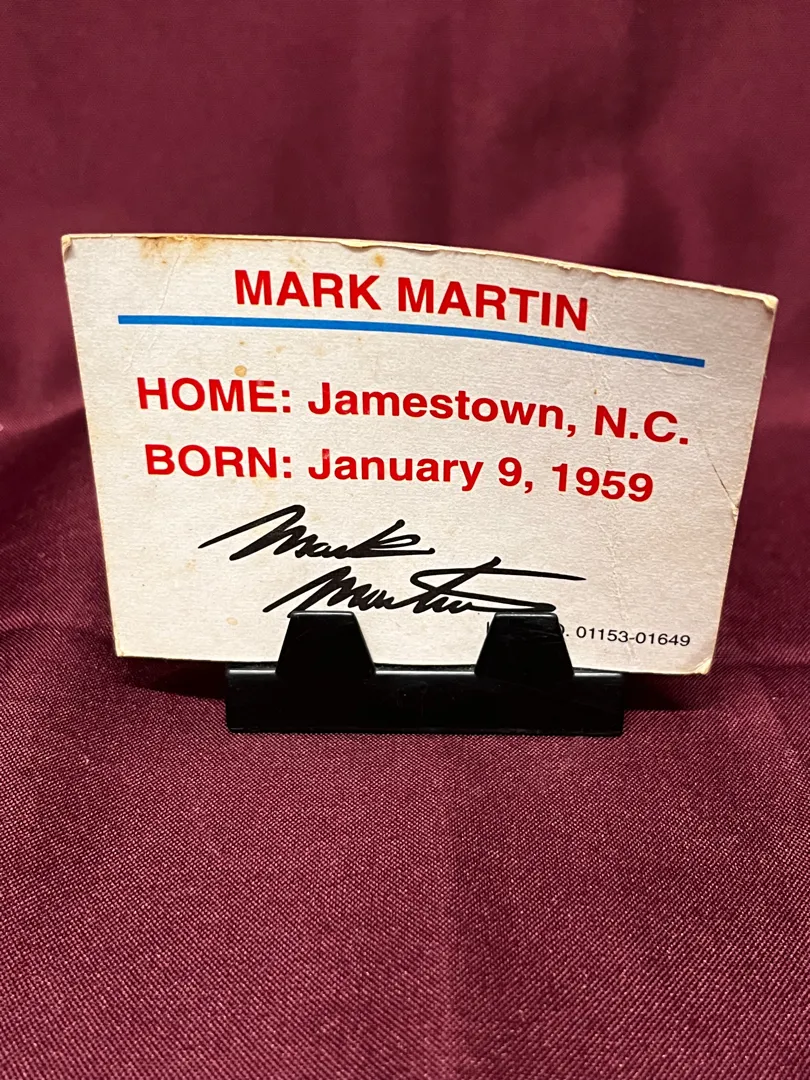 MARK MARTIN
HOME: Jamestown, N.C.
BORN: January 9, 1959
Mark
Martin
01153-01649